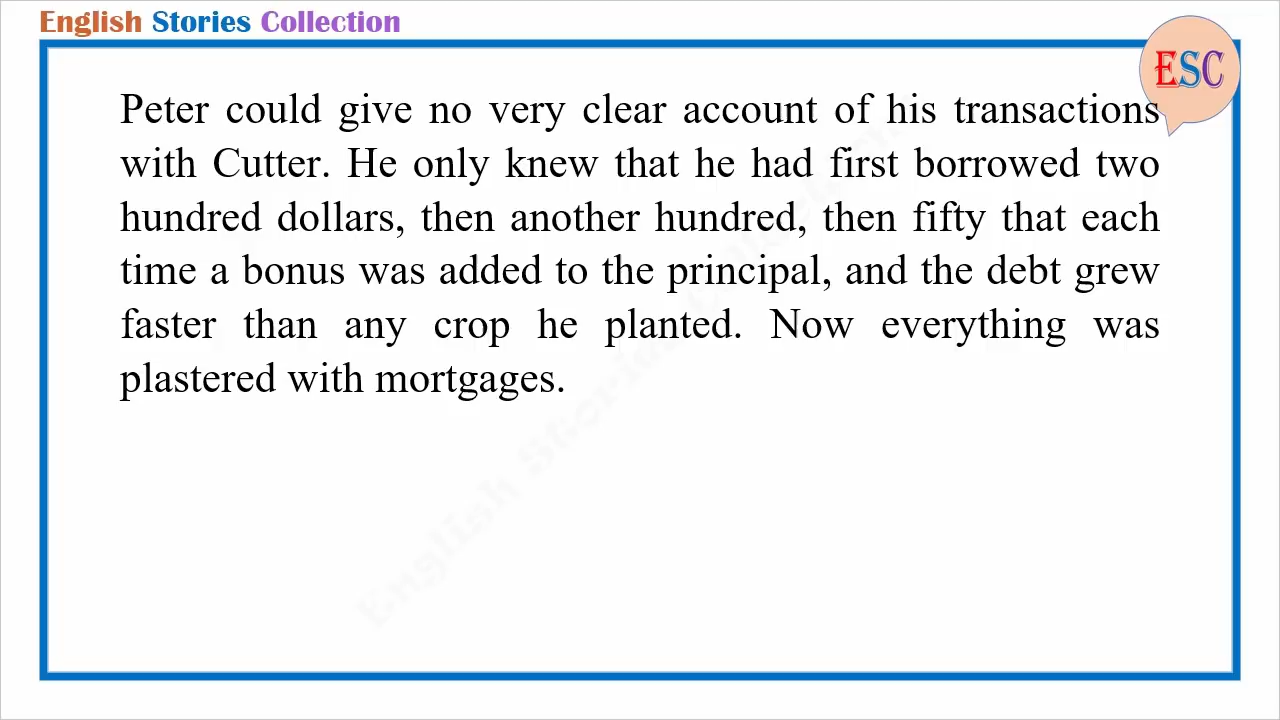 English Stories Collection
ESC
Peter could give no very clear account of his transactions
with Cutter. He only knew that he had first borrowed two
hundred dollars, then another hundred, then fifty that each
time a bonus was added to the principal, and the debt grew
faster than any crop he planted. Now everything was
plastered with mortgages.
English Stories Collection